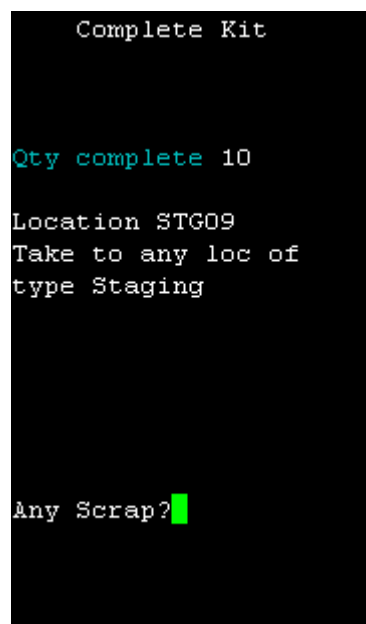 Complete Kit
Qty complete 10
Location STG09
Take to any loc of
type Staging
Any Scrap?